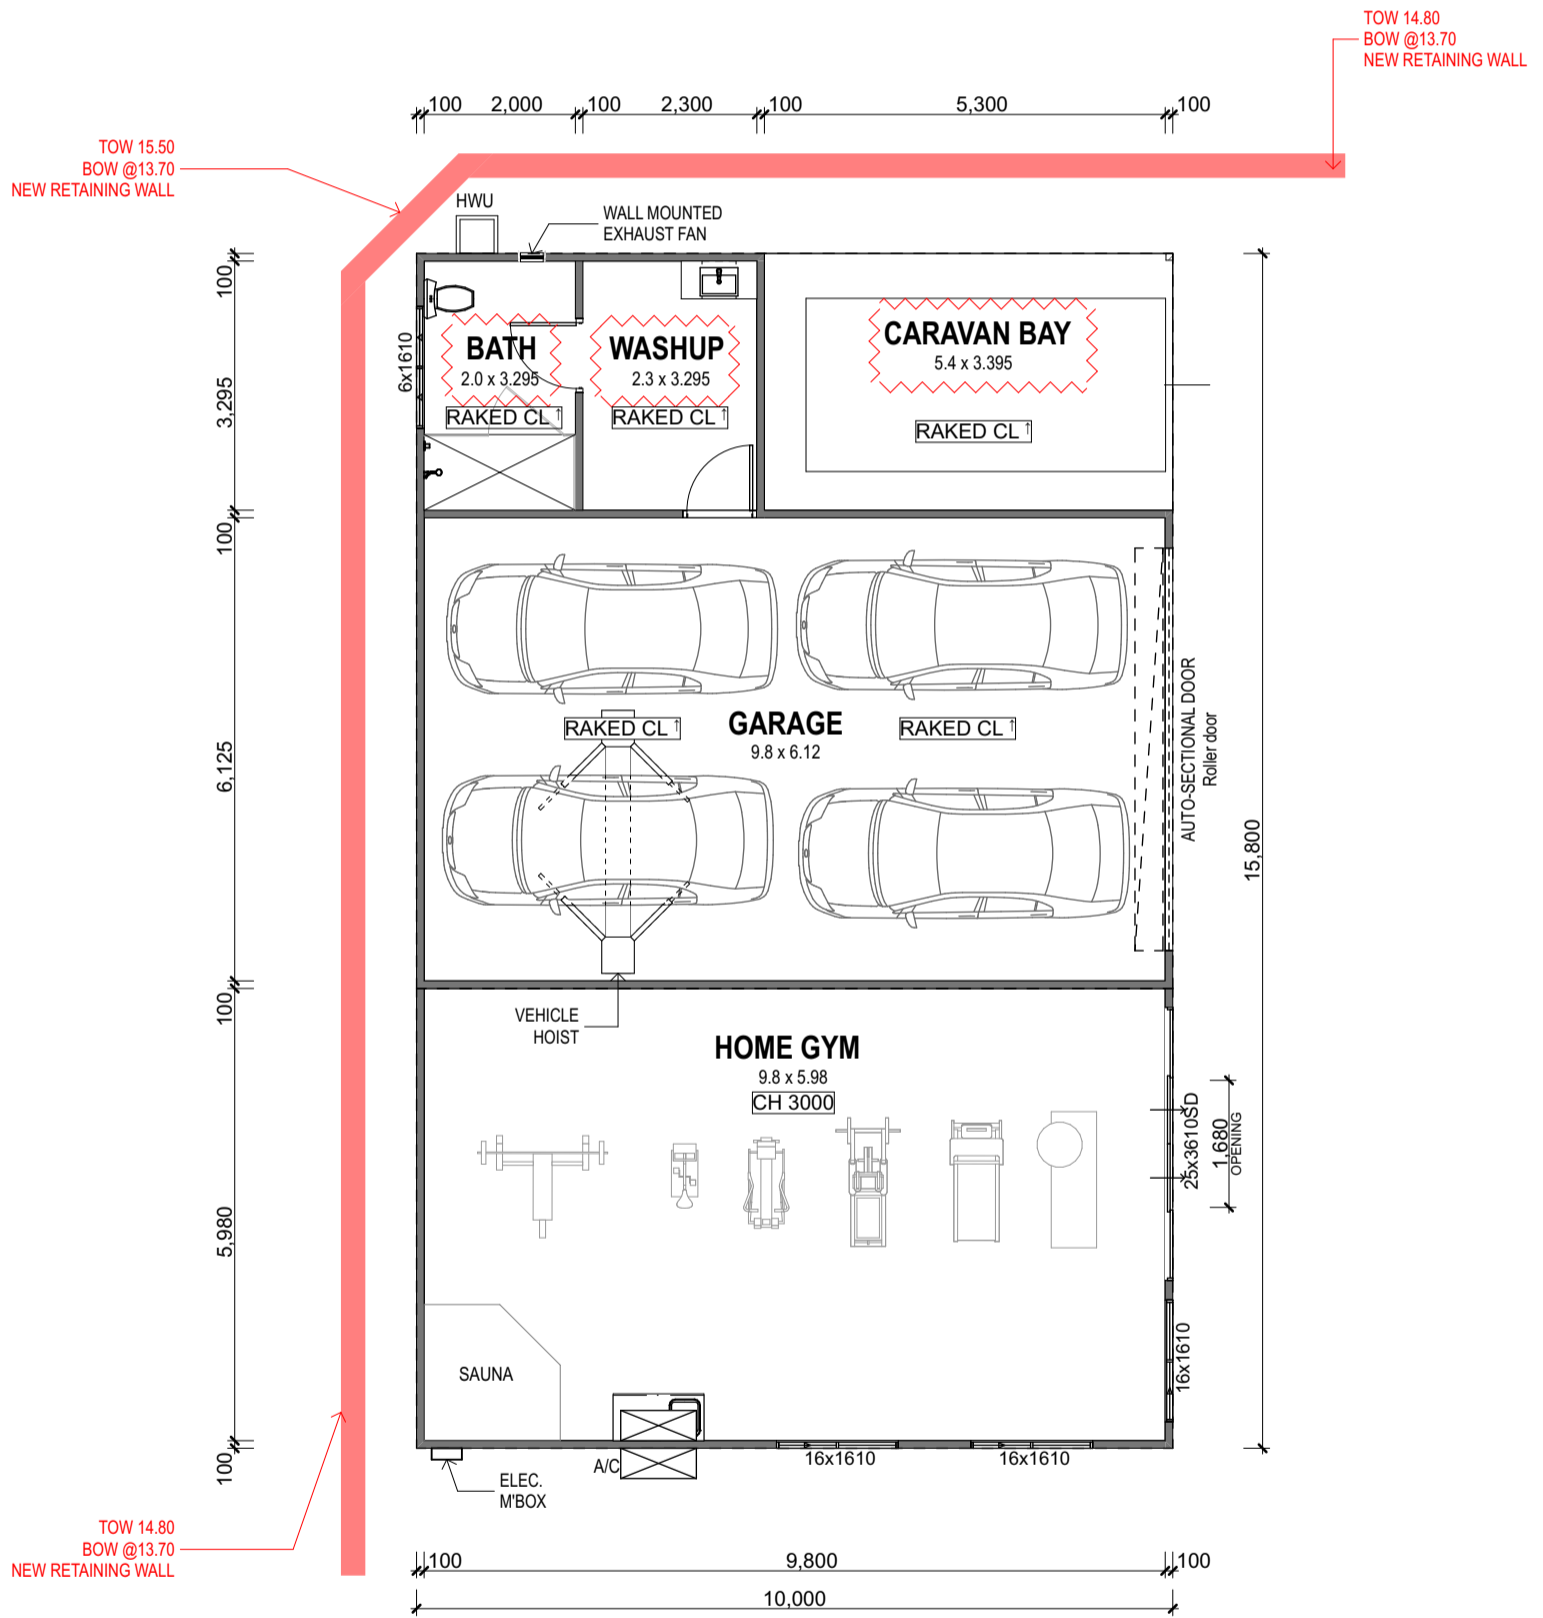 TOW 14.80
BOW @13.70
NEW RETAINING WALL
100 2,000 100 2,300 100 5,300 100
TOW 15.50
BOW @13.70
NEW RETAINING WALL
HWU
WALL MOUNTED
EXHAUST FAN
100
6x1610
3,295
BATH
2.0 x 3.295
RAKED CL ↑
WASHUP
2.3 x 3.295
RAKED CL ↑
CARAVAN BAY
5.4 x 3.395
RAKED CL ↑
100
AUTO-SECTIONAL DOOR
Roller door
RAKED CL ↑
GARAGE
9.8 x 6.12
RAKED CL ↑
6,125
15,800
100
VEHICLE
HOIST
HOME GYM
9.8 x 5.98
CH 3000
25x3610SD
1,680
OPENING
5,980
SAUNA
16x1610
100
ELEC.
M'BOX
A/C
16x1610
16x1610
TOW 14.80
BOW @13.70
NEW RETAINING WALL
100 9,800 100
10,000